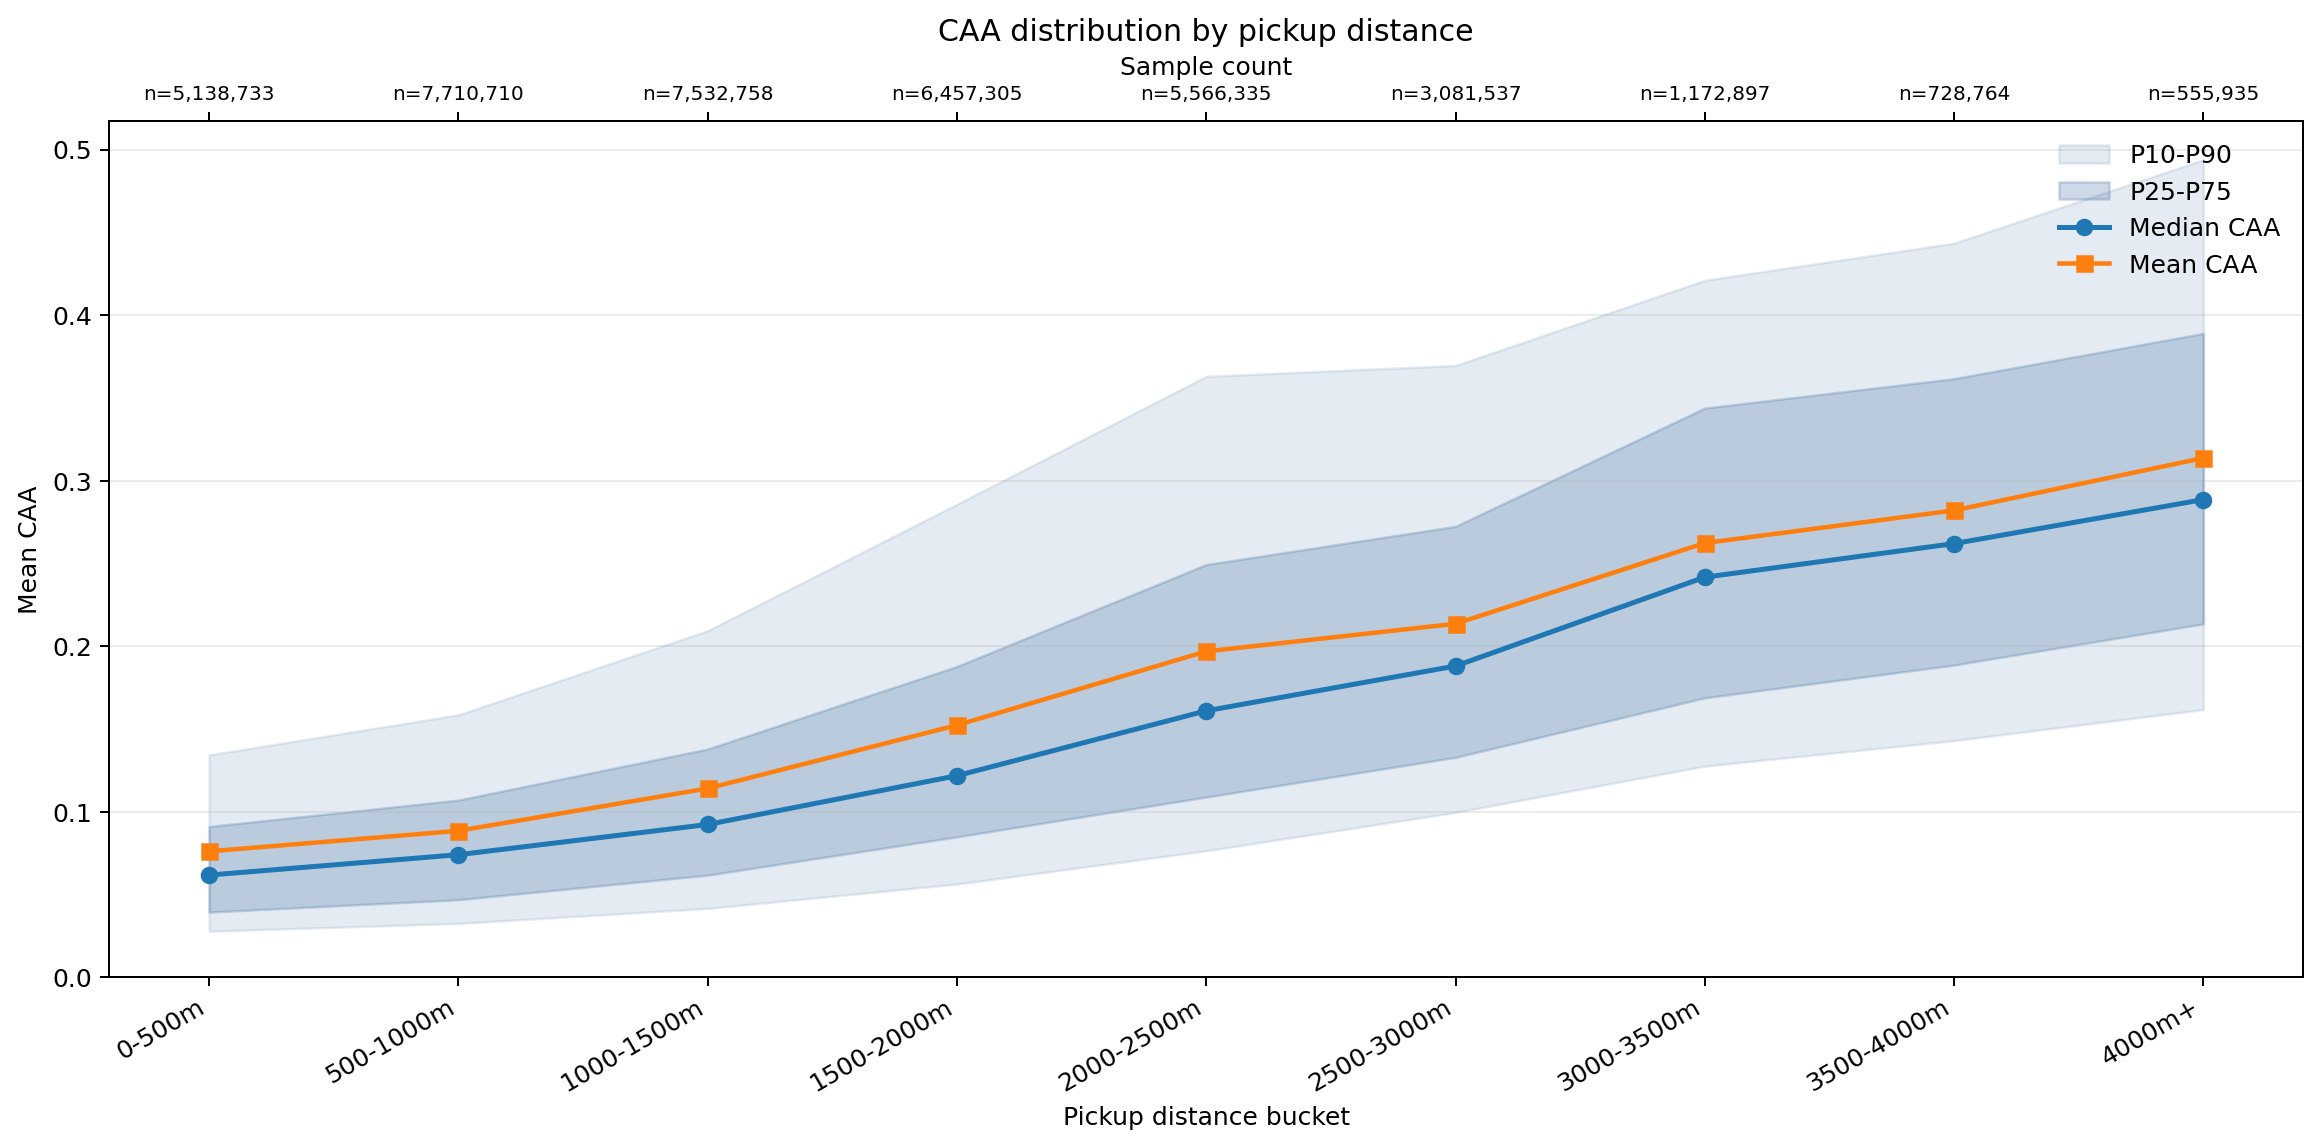 CAA distribution by pickup distance
Sample count
n=5,138,733 n=7,710,710 n=7,532,758 n=6,457,305 n=5,566,335 n=3,081,537 n=1,172,897 n=728,764 n=555,935
P10-P90
P25-P75
Median CAA
Mean CAA
Mean CAA
0.5
0.4
0.3
0.2
0.1
0.0
0-500m 500-1000m 1000-1500m 1500-2000m 2000-2500m 2500-3000m 3000-3500m 3500-4000m 4000m+
Pickup distance bucket